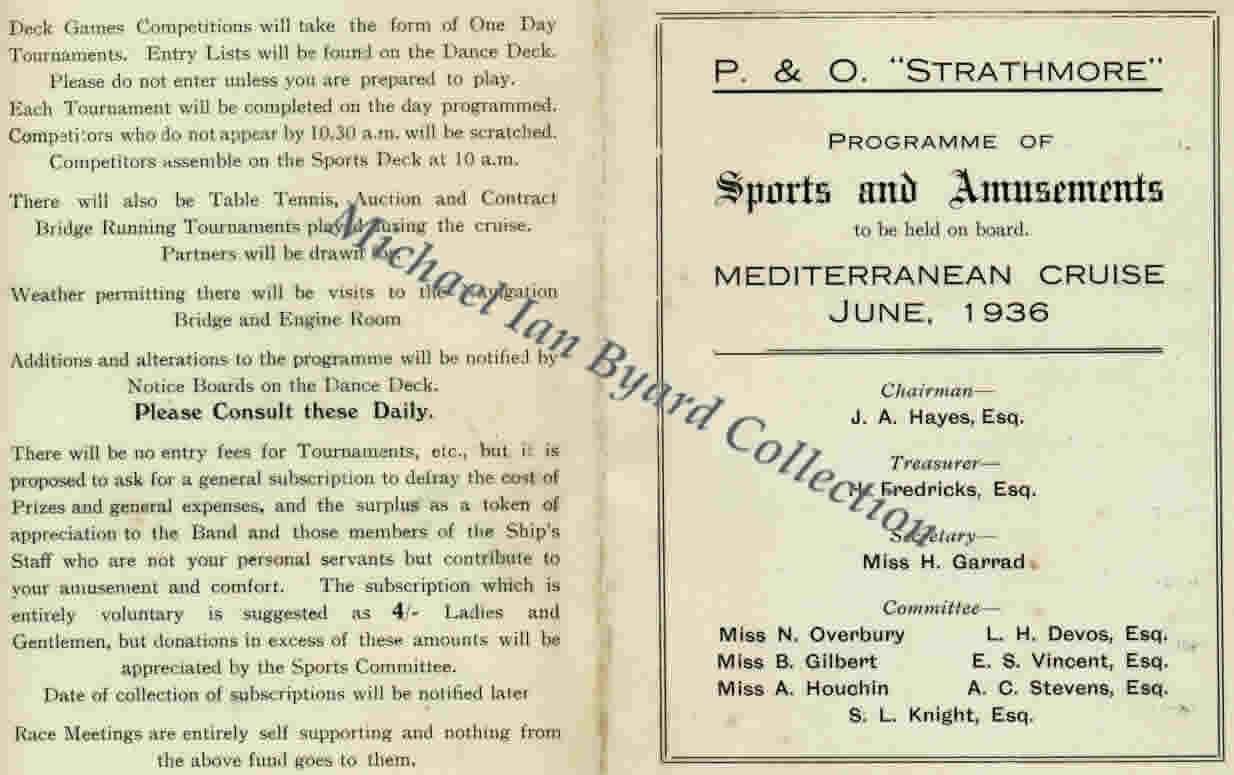 Deck Games Competitions will take the form of One Day
Tournaments. Entry Lists will be found on the Dance Deck.
Please do not enter unless you are prepared to play.
Each Tournament will be completed on the day programmed.
Competitors who do not appear by 10.30 a.m. will be scratched.
Competitors assemble on the Sports Deck at 10 a.m.
There will also be Table Tennis, Auction and Contract
Bridge Running Tournaments played during the cruise.
Partners will be drawn for.
Weather permitting there will be visits to the Navigation
Bridge and Engine Room
Additions and alterations to the programme will be notified by
Notice Boards on the Dance Deck.
Please Consult these Daily.
There will be no entry fees for Tournaments, etc., but it is
proposed to ask for a general subscription to defray the cost of
Prizes and general expenses, and the surplus as a token of
appreciation to the Band and those members of the Ship's
Staff who are not your personal servants but contribute to
your amusement and comfort. The subscription which is
entirely voluntary is suggested as 4/- Ladies and
Gentlemen, but donations in excess of these amounts will be
appreciated by the Sports Committee.
Date of collection of subscriptions will be notified later
Race Meetings are entirely self supporting and nothing from
the above fund goes to them.
P. & O. "STRATHMORE"
PROGRAMME OF
Sports and Amusements
to be held on board.
MEDITERRANEAN CRUISE
JUNE, 1936
Chairman—
J. A. Hayes, Esq.
Treasurer—
H. Fredricks, Esq.
Secretary—
Miss H. Garrad
Committee—
Miss N. Overbury L. H. Devos, Esq.
Miss B. Gilbert E. S. Vincent, Esq.
Miss A. Houchin A. C. Stevens, Esq.
S. L. Knight, Esq.
Michael Ian Byard Collection